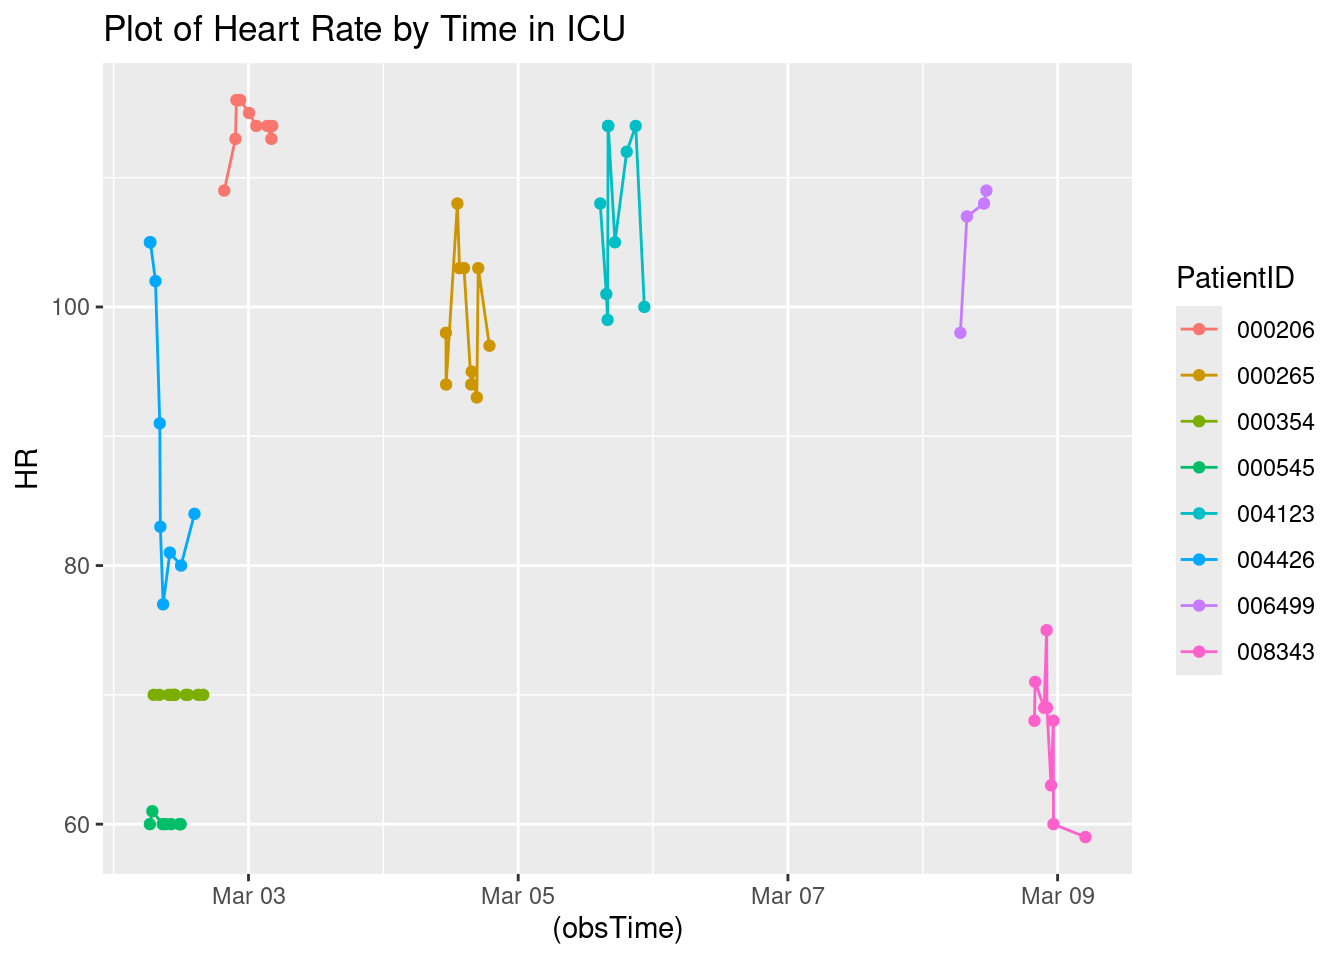 Plot of Heart Rate by Time in ICU
HR
100
80
60
Mar 03
Mar 05
Mar 07
Mar 09
(obsTime)
PatientID
000206
000265
000354
000545
004123
004426
006499
008343